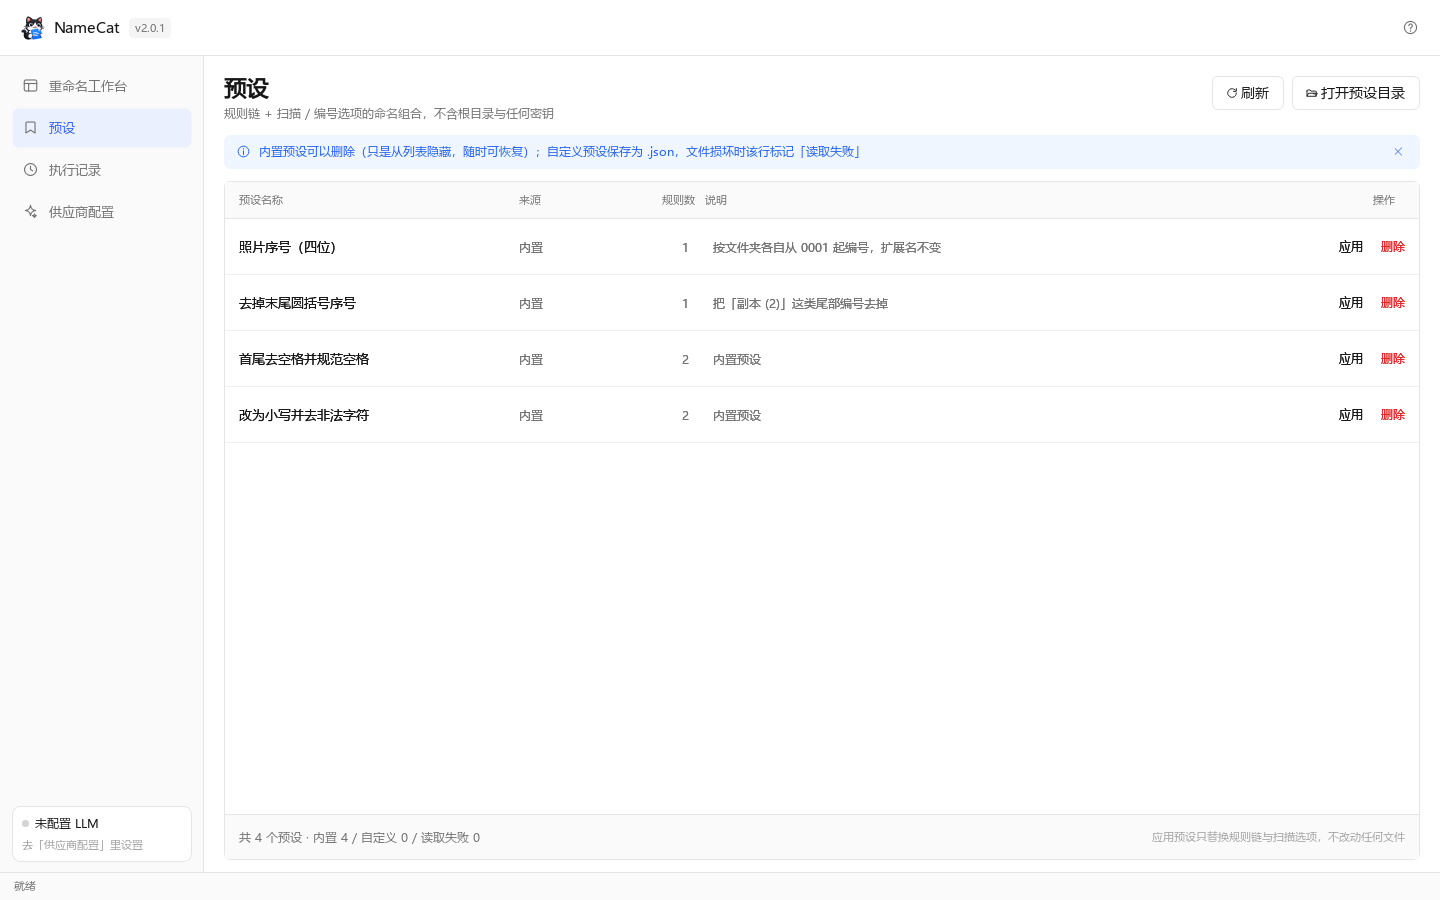 NameCat v2.0.1
重命名工作台
预设
执行记录
供应商配置
未配置 LLM
去「供应商配置」里设置
预设
规则链 + 扫描 / 编号选项的命名组合，不含根目录与任何密钥
刷新 打开预设目录
内置预设可以删除（只是从列表隐藏，随时可恢复）；自定义预设保存为 .json，文件损坏时该行标记「读取失败」
预设名称 来源 规则数 说明 操作
照片序号（四位） 内置 1 按文件夹各自从 0001 起编号，扩展名不变 应用 删除
去掉末尾圆括号序号 内置 1 把「副本 (2)」这类尾部编号去掉 应用 删除
首尾去空格并规范空格 内置 2 内置预设 应用 删除
改为小写并去非法字符 内置 2 内置预设 应用 删除
共 4 个预设 · 内置 4 / 自定义 0 / 读取失败 0
应用预设只替换规则链与扫描选项，不改动任何文件
就绪